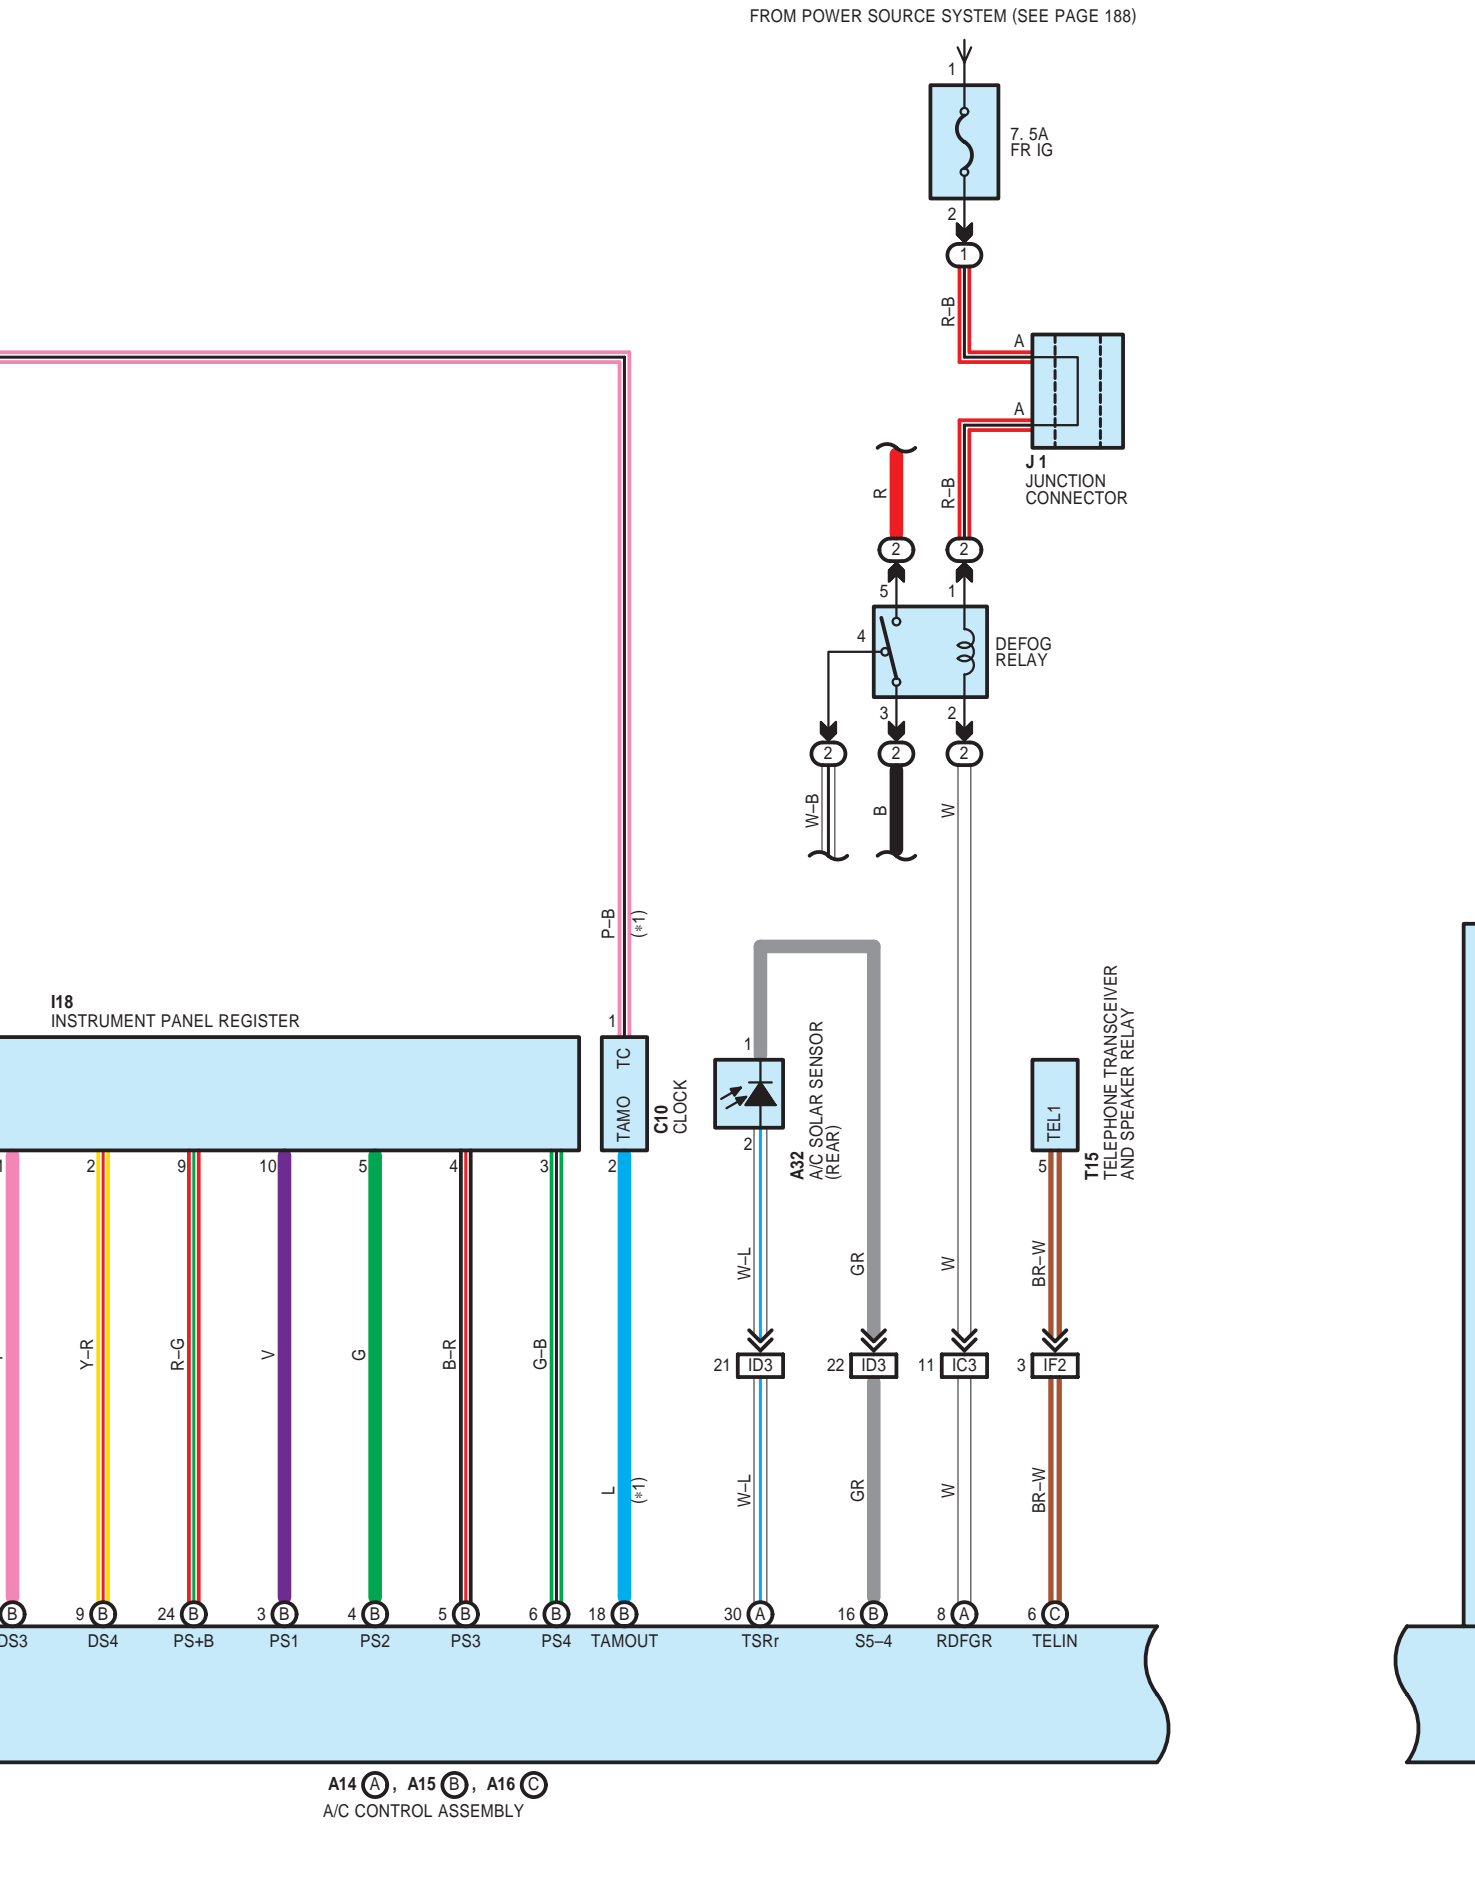 FROM POWER SOURCE SYSTEM (SEE PAGE 188)
1
7. 5A
FR IG
2
1
R–B
A
A
J 1
JUNCTION
CONNECTOR
R
R–B
2
2
5
1
4
DEFOG
RELAY
3
2
2
2
2
W–B
B
W
P–B
(*1)
I18
INSTRUMENT PANEL REGISTER
1
TC
TAMO
C10
CLOCK
1
2
A32
A/C SOLAR SENSOR
(REAR)
TEL1
T15
TELEPHONE TRANSCEIVER
AND SPEAKER RELAY
2
9
10
5
4
3
2
5
Y–R
R–G
V
G
B–R
G–B
W–L
GR
W
BR–W
21 ID3
22 ID3
11 IC3
3 IF2
L
(*1)
W–L
GR
W
BR–W
B
9 B
24 B
3 B
4 B
5 B
6 B
18 B
30 A
16 B
8 A
6 C
DS3
DS4
PS+B
PS1
PS2
PS3
PS4
TAMOUT
TSRr
S5–4
RDFGR
TELIN
A14 A , A15 B , A16 C
A/C CONTROL ASSEMBLY